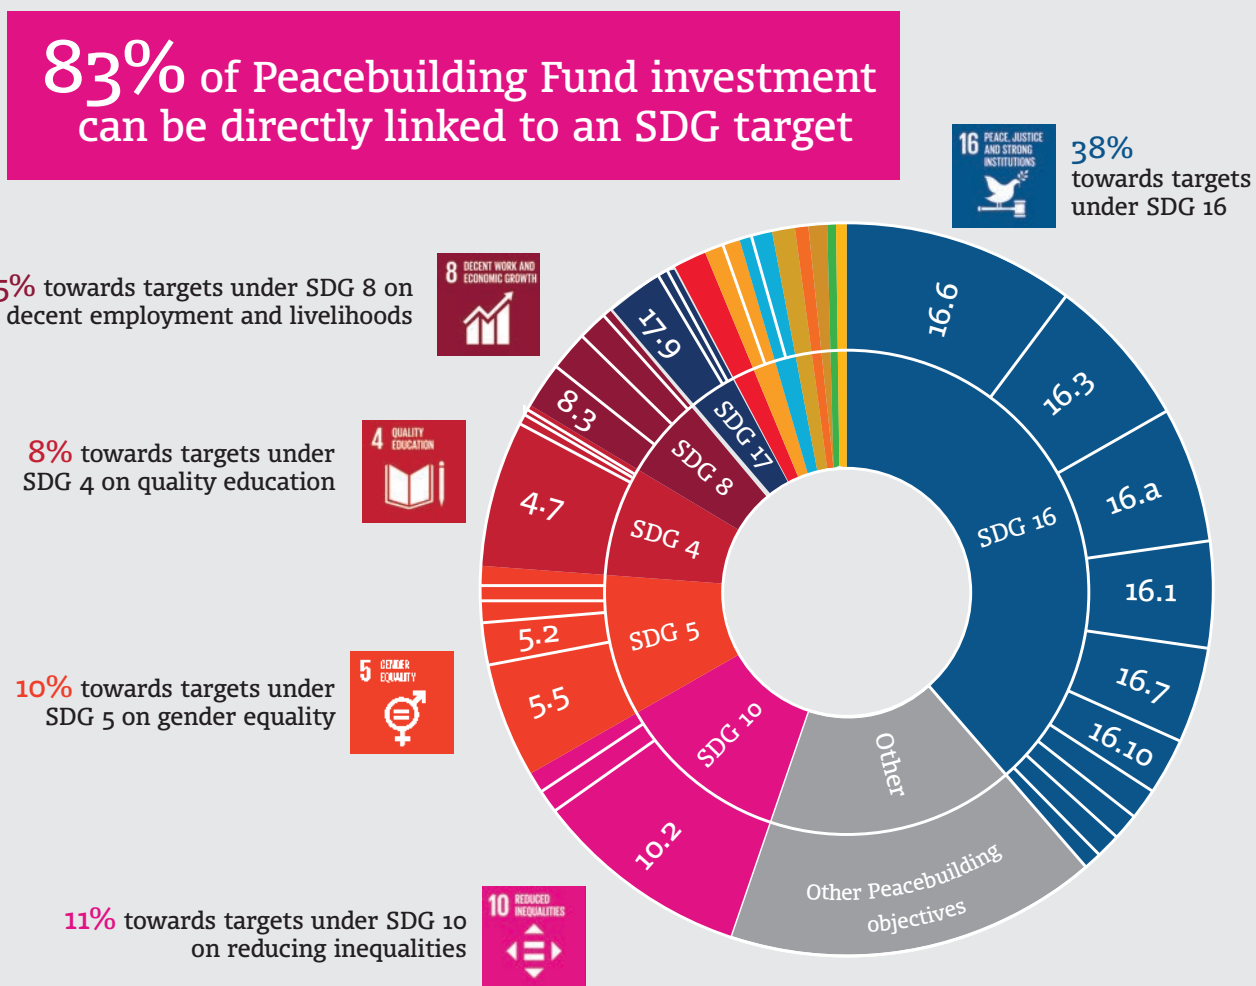 83% of Peacebuilding Fund investment
can be directly linked to an SDG target
16 PEACE, JUSTICE
AND STRONG
INSTITUTIONS
38%
towards targets
under SDG 16
5% towards targets under SDG 8 on
decent employment and livelihoods
8 DECENT WORK AND
ECONOMIC GROWTH
8% towards targets under
SDG 4 on quality education
4 QUALITY
EDUCATION
10% towards targets under
SDG 5 on gender equality
5 GENDER
EQUALITY
11% towards targets under SDG 10
on reducing inequalities
10 REDUCED
INEQUALITIES
16.6
16.3
16.a
16.1
16.7
16.10
SDG 16
Other
Other Peacebuilding
objectives
SDG 10
10.2
SDG 5
5.5
5.2
SDG 4
4.7
SDG 8
8.3
SDG 17
17.9